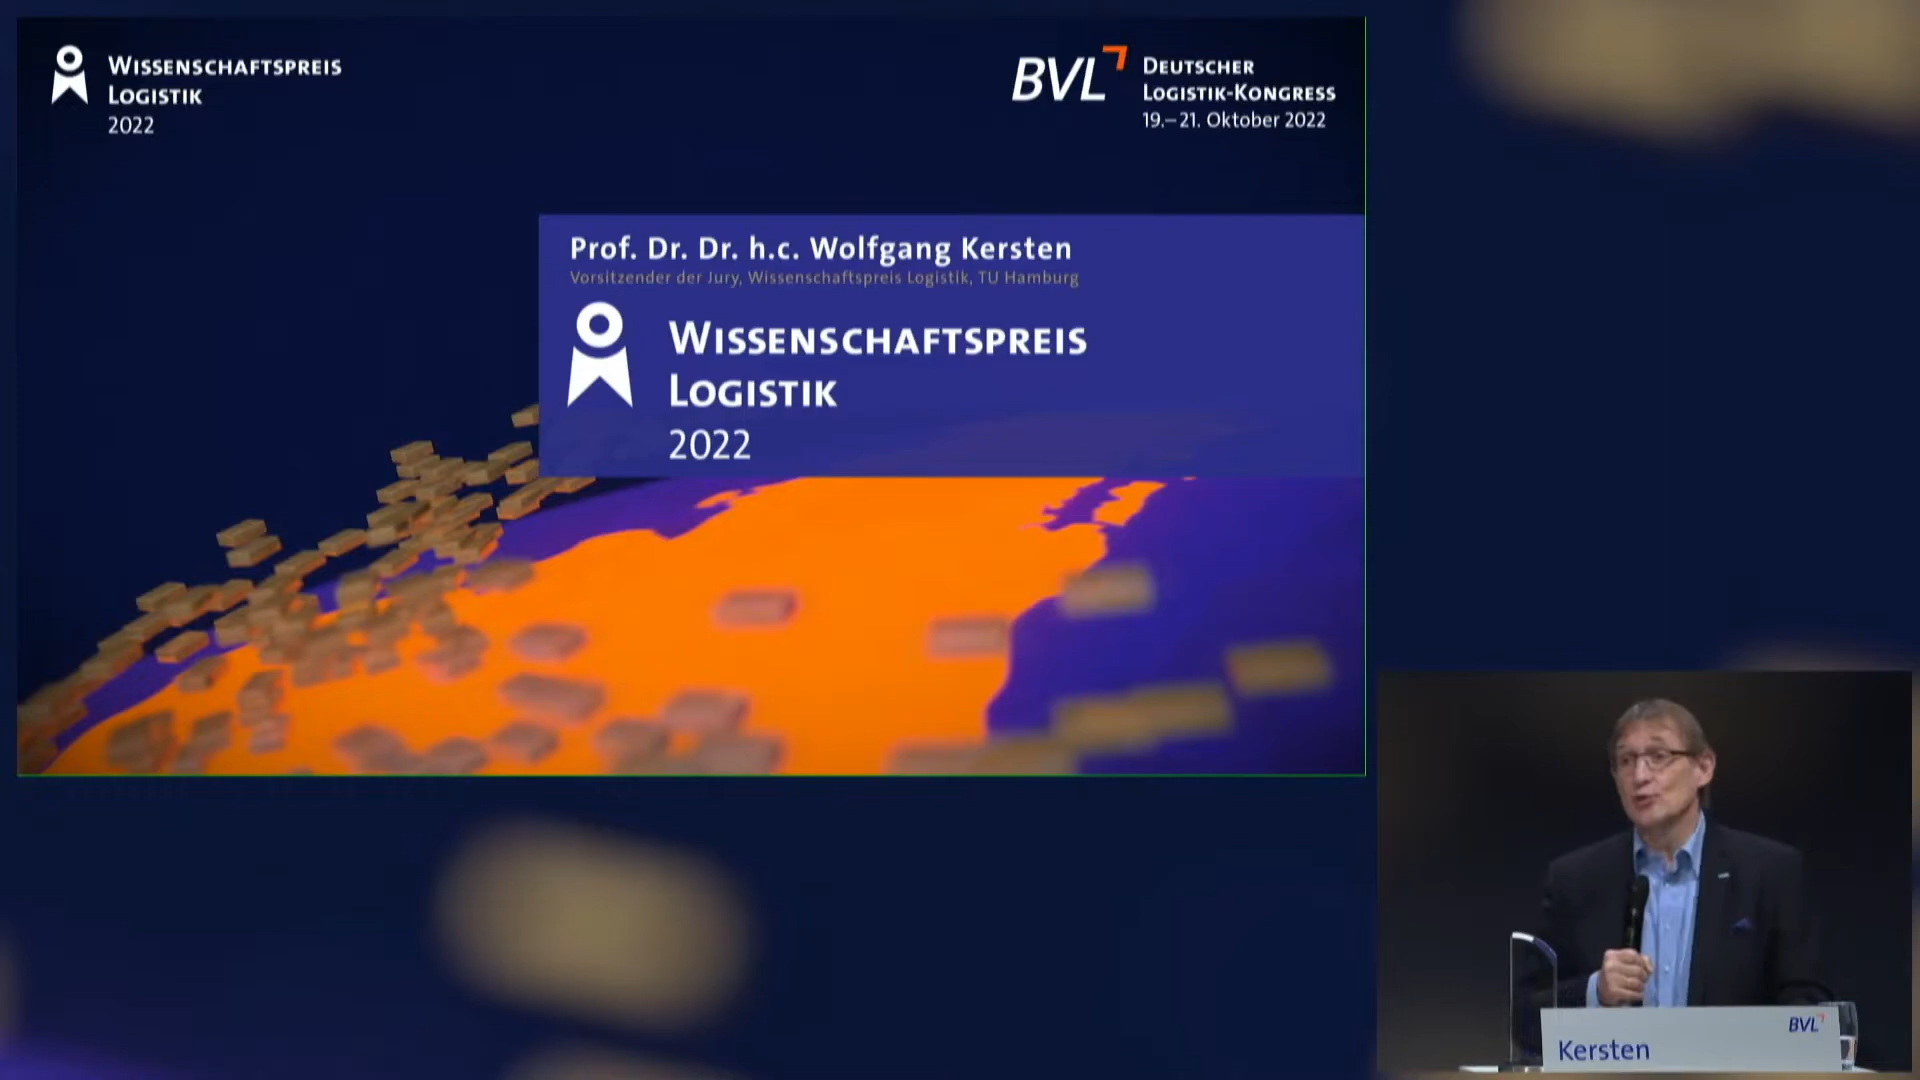 WISSENSCHAFTSPREIS
LOGISTIK
2022
BVL
DEUTSCHER
LOGISTIK-KONGRESS
19.–21. Oktober 2022
Prof. Dr. Dr. h.c. Wolfgang Kersten
Vorsitzender der Jury, Wissenschaftspreis Logistik, TU Hamburg
WISSENSCHAFTSPREIS
LOGISTIK
2022
BVL
Kersten